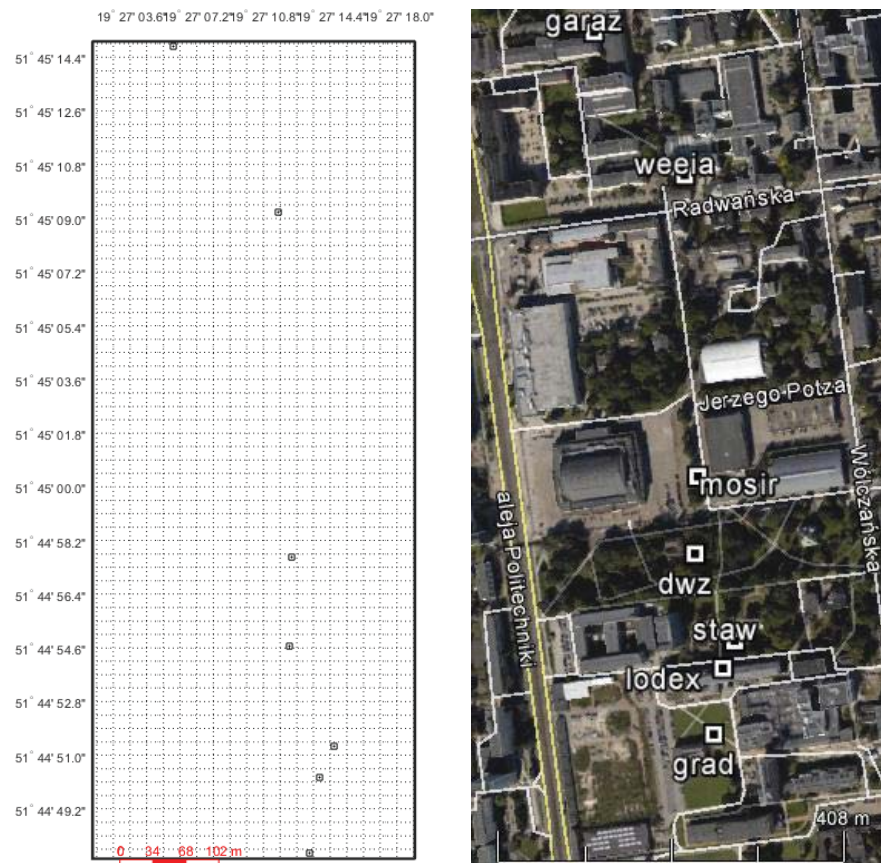 19° 27' 03.6" 19° 27' 07.2" 19° 27' 10.8" 19° 27' 14.4" 19° 27' 18.0"
51° 45' 14.4"
51° 45' 12.6"
51° 45' 10.8"
51° 45' 09.0"
51° 45' 07.2"
51° 45' 05.4"
51° 45' 03.6"
51° 45' 01.8"
51° 45' 00.0"
51° 44' 58.2"
51° 44' 56.4"
51° 44' 54.6"
51° 44' 52.8"
51° 44' 51.0"
51° 44' 49.2"
0 34 68 102 m
garaz
weeia
Radwańska
Jerzego Potza
mosir
Wólczańska
aleja Politechniki
dwz
staw
lodex
grad
408 m